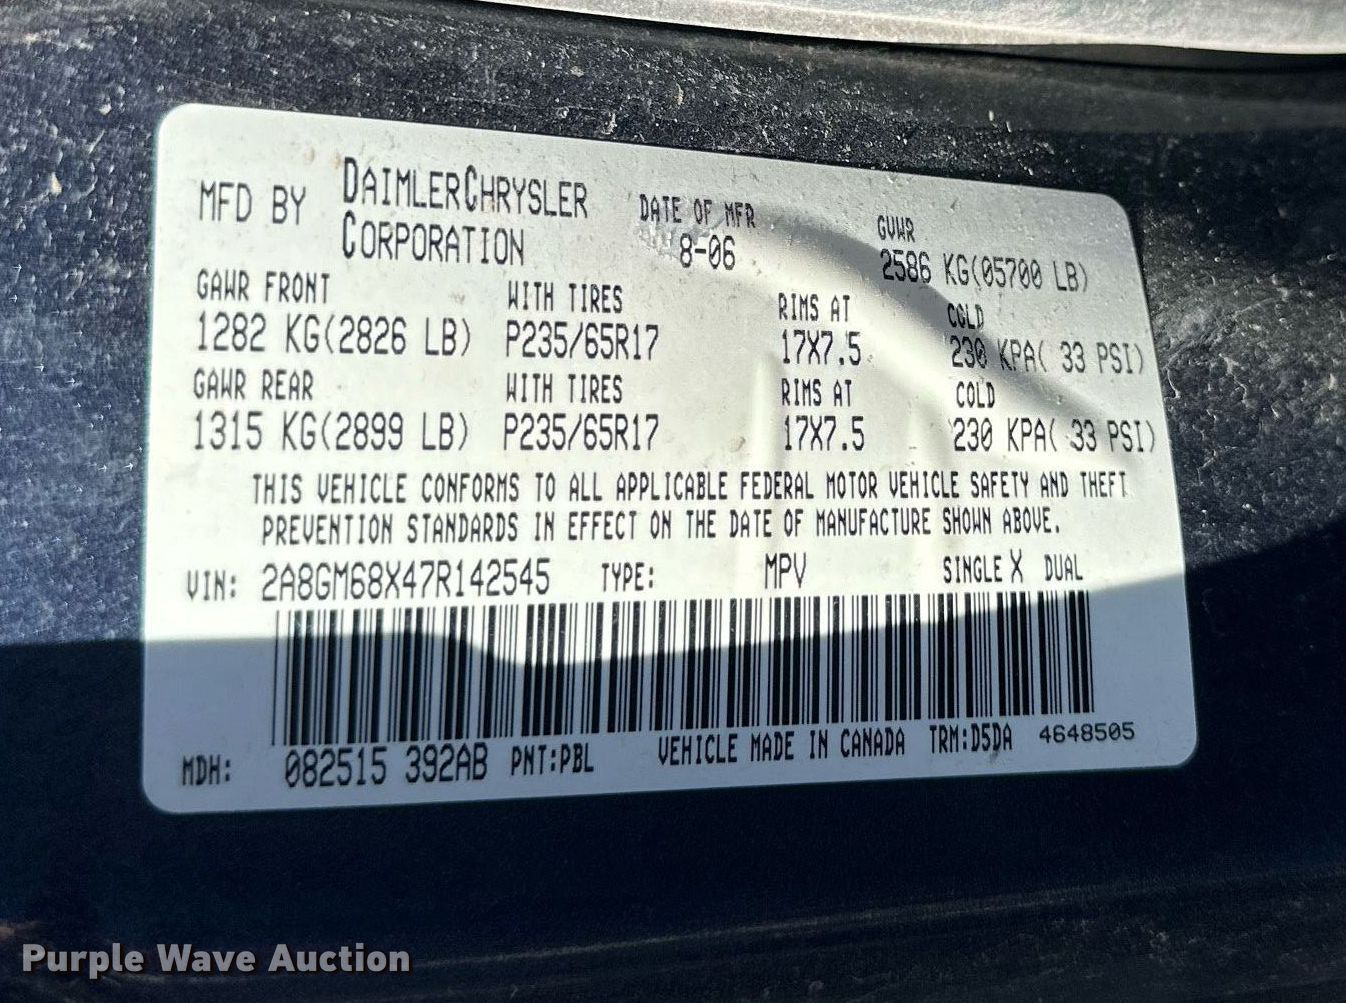 MFD BY DAIMLERCHRYSLER CORPORATION
DATE OF MFR 8-06
GVWR 2586 KG(05700 LB)
GAWR FRONT WITH TIRES RIMS AT COLD
1282 KG(2826 LB) P235/65R17 17X7.5 230 KPA( 33 PSI)
GAWR REAR WITH TIRES RIMS AT COLD
1315 KG(2899 LB) P235/65R17 17X7.5 230 KPA( 33 PSI)
THIS VEHICLE CONFORMS TO ALL APPLICABLE FEDERAL MOTOR VEHICLE SAFETY AND THEFT
PREVENTION STANDARDS IN EFFECT ON THE DATE OF MANUFACTURE SHOWN ABOVE.
VIN: 2A8GM68X47R142545 TYPE: MPV SINGLE X DUAL
MDH: 082515 392AB PNT:PBL VEHICLE MADE IN CANADA TRM:D5DA 4648505
Purple Wave Auction